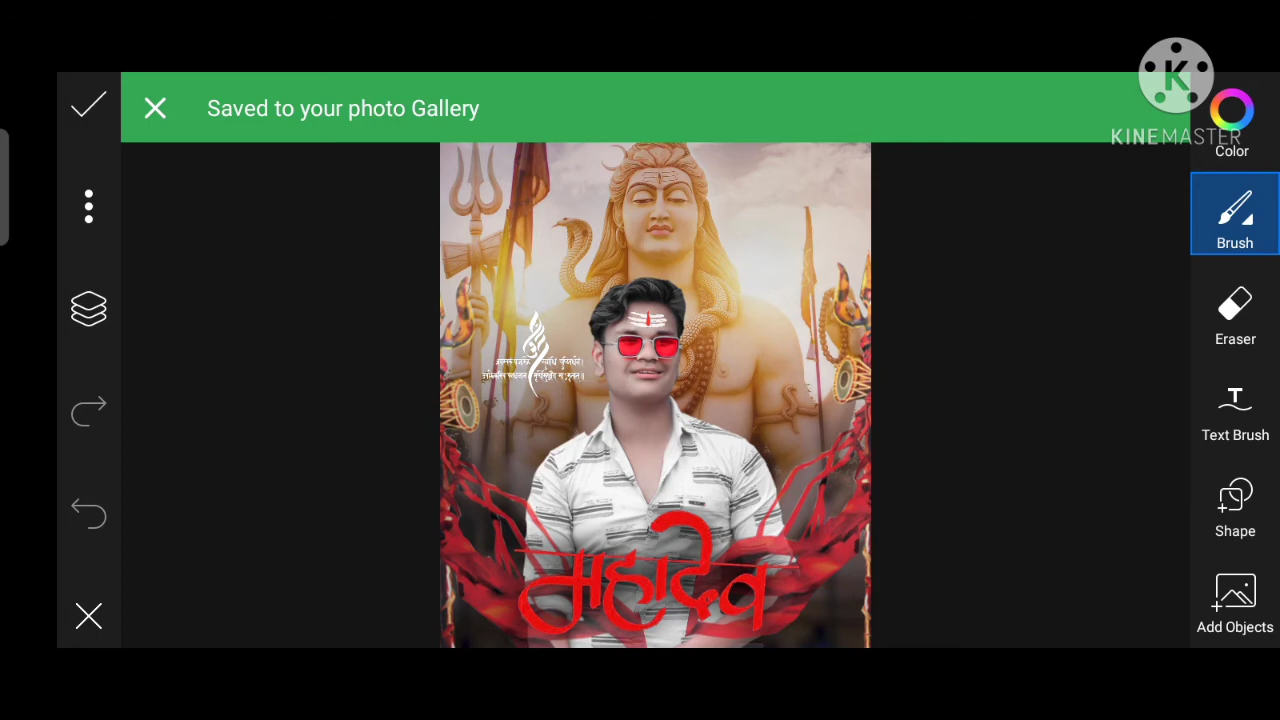 Saved to your photo Gallery
KINEMASTER
Color
Brush
Eraser
Text Brush
Shape
Add Objects
महादेव